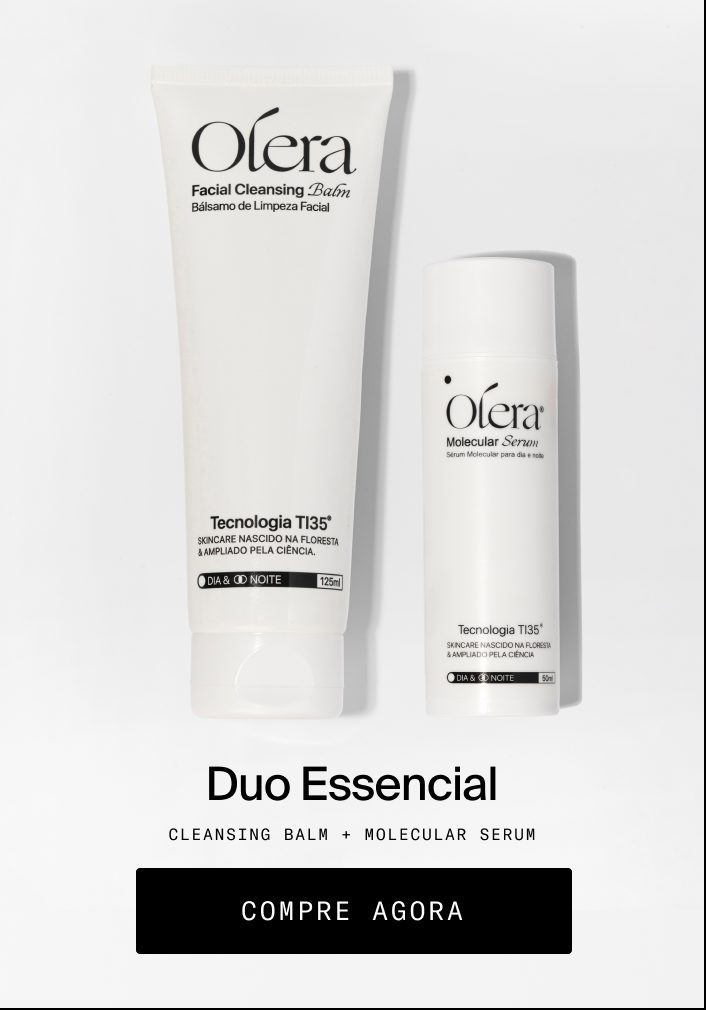 Olera
Facial Cleansing Balm
Bálsamo de Limpeza Facial
Tecnologia TI35®
SKINCARE NASCIDO NA FLORESTA
& AMPLIADO PELA CIÊNCIA.
DIA & NOITE 125ml
Olera®
Molecular Serum
Sérum Molecular para dia e noite
Tecnologia TI35®
SKINCARE NASCIDO NA FLORESTA
& AMPLIADO PELA CIÊNCIA
DIA & NOITE 50ml
Duo Essencial
CLEANSING BALM + MOLECULAR SERUM
COMPRE AGORA